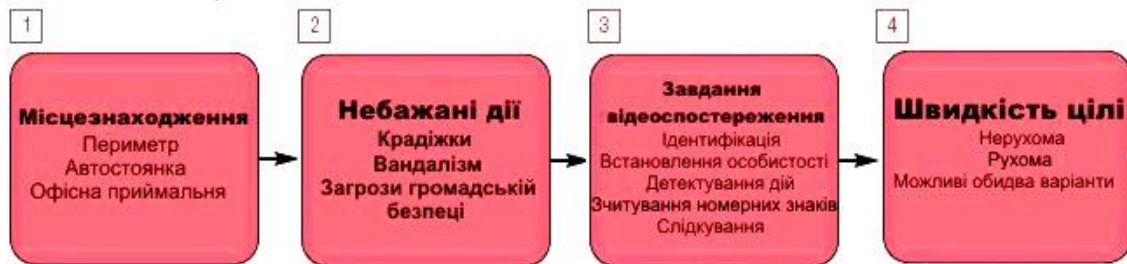 1
Місцезнаходження
Периметр
Автостоянка
Офісна приймальня
2
Небажані дії
Крадіжки
Вандалізм
Загрози громадській
безпеці
3
Завдання
відеоспостереження
Ідентифікація
Встановлення особистості
Детектування дій
Зчитування номерних знаків
Слідкування
4
Швидкість цілі
Нерухома
Рухома
Можливі обидва варіанти